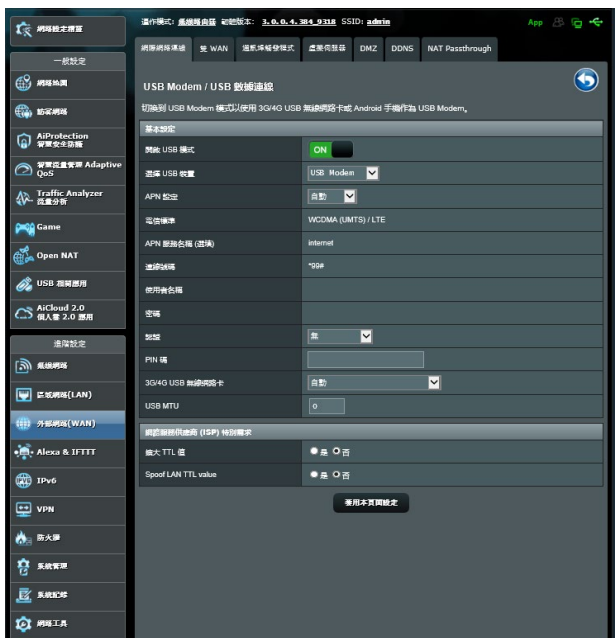 網路設定精靈
操作模式: 無線路由器 韌體版本: 3.0.0.4.384_9318 SSID: admin
App
一般設定
網路地圖
訪客網路
AiProtection
智慧安全防護
智慧流量管理 Adaptive
QoS
Traffic Analyzer
流量分析
Game
Open NAT
USB 相關應用
AiCloud 2.0
個人雲 2.0 應用
進階設定
無線網路
區域網路(LAN)
外部網路(WAN)
Alexa & IFTTT
IPv6
VPN
防火牆
系統管理
系統記錄
網路工具
網際網路連線 雙 WAN 通訊埠觸發程式 虛擬伺服器 DMZ DDNS NAT Passthrough
USB Modem / USB 數據連線
切換到 USB Modem 模式以使用 3G/4G USB 無線網路卡或 Android 手機作為 USB Modem。
基本設定
開啟 USB 模式 ON
選擇 USB 裝置 USB Modem
APN 設定 自動
電信標準 WCDMA (UMTS) / LTE
APN 服務名稱 (選填) internet
連線號碼 *99#
使用者名稱
密碼
認證 無
PIN 碼
3G/4G USB 無線網路卡 自動
USB MTU 0
網際服務供應商 (ISP) 特別需求
擴大 TTL 值 是 否
Spoof LAN TTL value 是 否
套用本頁面設定